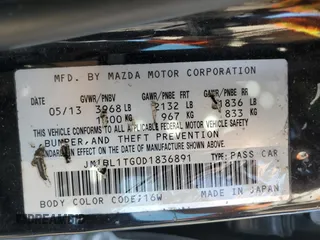 MFD. BY MAZDA MOTOR CORPORATION
GVWR/PNBV GAWR/PNBE FRT GAWR/PNBE RR
05/13 3968 LB 2132 LB 1836 LB
1800 KG 967 KG 833 KG
THIS VEHICLE CONFORMS TO ALL APPLICABLE FEDERAL MOTOR VEHICLE SAFETY
BUMPER, AND THEFT PREVENTION
STANDARDS IN EFFECT ON THE DATE OF MANUFACTURE SHOWN ABOVE.
JM1BL1TG0D1836891 TYPE: PASS CAR
BODY COLOR CODE: 16W MADE IN JAPAN